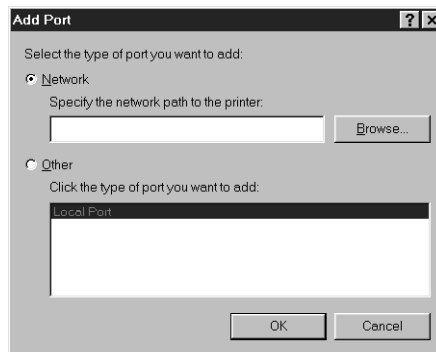 Add Port
Select the type of port you want to add:
Network
Specify the network path to the printer:
Browse...
Other
Click the type of port you want to add:
Local Port
OK
Cancel